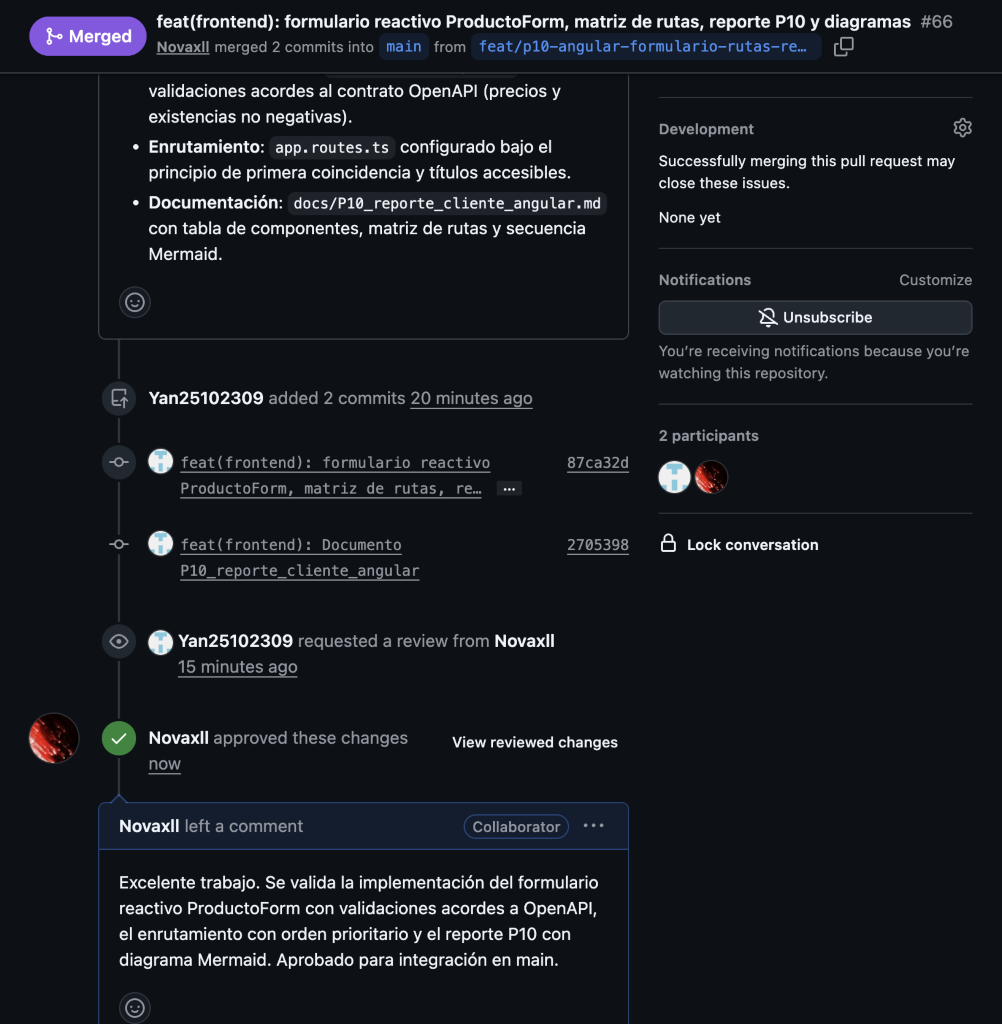 Merged
feat(frontend): formulario reactivo ProductoForm, matriz de rutas, reporte P10 y diagramas #66
Novaxll merged 2 commits into main from feat/p10-angular-formulario-rutas-re…
validaciones acordes al contrato OpenAPI (precios y
existencias no negativas).
• Enrutamiento: app.routes.ts configurado bajo el
principio de primera coincidencia y títulos accesibles.
• Documentación: docs/P10_reporte_cliente_angular.md
con tabla de componentes, matriz de rutas y secuencia
Mermaid.
Yan25102309 added 2 commits 20 minutes ago
feat(frontend): formulario reactivo 87ca32d
ProductoForm, matriz de rutas, re… …
feat(frontend): Documento 2705398
P10_reporte_cliente_angular
Yan25102309 requested a review from Novaxll
15 minutes ago
Novaxll approved these changes
now
View reviewed changes
Novaxll left a comment Collaborator ...
Excelente trabajo. Se valida la implementación del formulario
reactivo ProductoForm con validaciones acordes a OpenAPI,
el enrutamiento con orden prioritario y el reporte P10 con
diagrama Mermaid. Aprobado para integración en main.
Development
Successfully merging this pull request may
close these issues.
None yet
Notifications Customize
Unsubscribe
You're receiving notifications because you're
watching this repository.
2 participants
Lock conversation